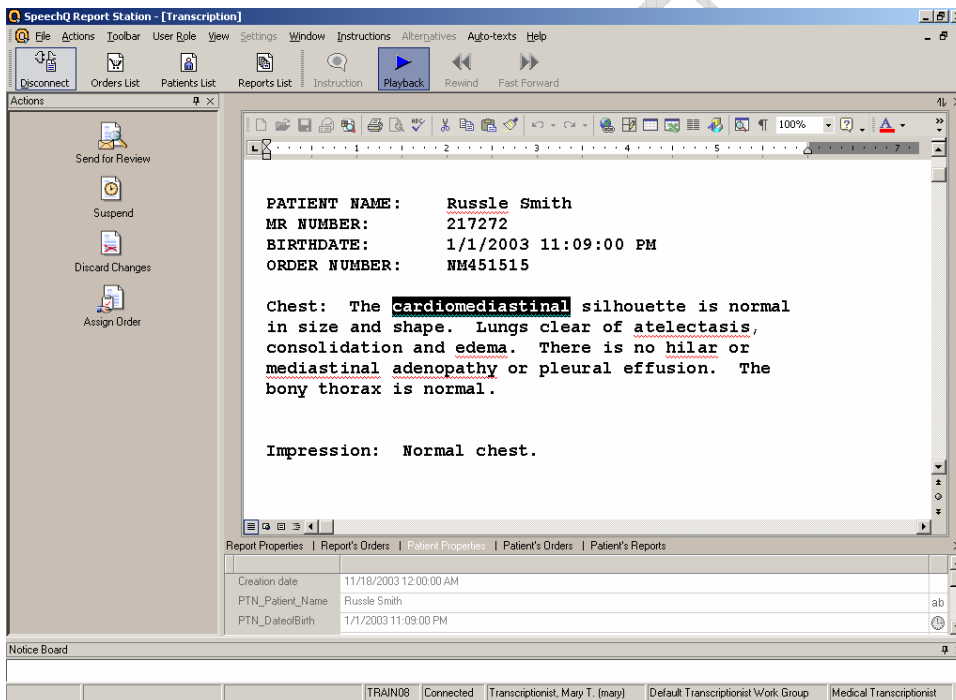 SpeechQ Report Station - [Transcription]
File Actions Toolbar User Role View Settings Window Instructions Alternatives Auto-texts Help
Disconnect Orders List Patients List Reports List Instruction Playback Rewind Fast Forward
Actions
100%
1 2 3 4 5 7
Send for Review
Suspend
Discard Changes
Assign Order
PATIENT NAME: Russle Smith
MR NUMBER: 217272
BIRTHDATE: 1/1/2003 11:09:00 PM
ORDER NUMBER: NM451515
Chest: The cardiomediastinal silhouette is normal
in size and shape. Lungs clear of atelectasis,
consolidation and edema. There is no hilar or
mediastinal adenopathy or pleural effusion. The
bony thorax is normal.
Impression: Normal chest.
Report Properties | Report's Orders | Patient Properties | Patient's Orders | Patient's Reports
Creation date 11/18/2003 12:00:00 AM
PTN_Patient_Name Russle Smith ab
PTN_DateofBirth 1/1/2003 11:09:00 PM
Notice Board
TRAIN08 Connected Transcriptionist, Mary T. (mary) Default Transcriptionist Work Group Medical Transcriptionist